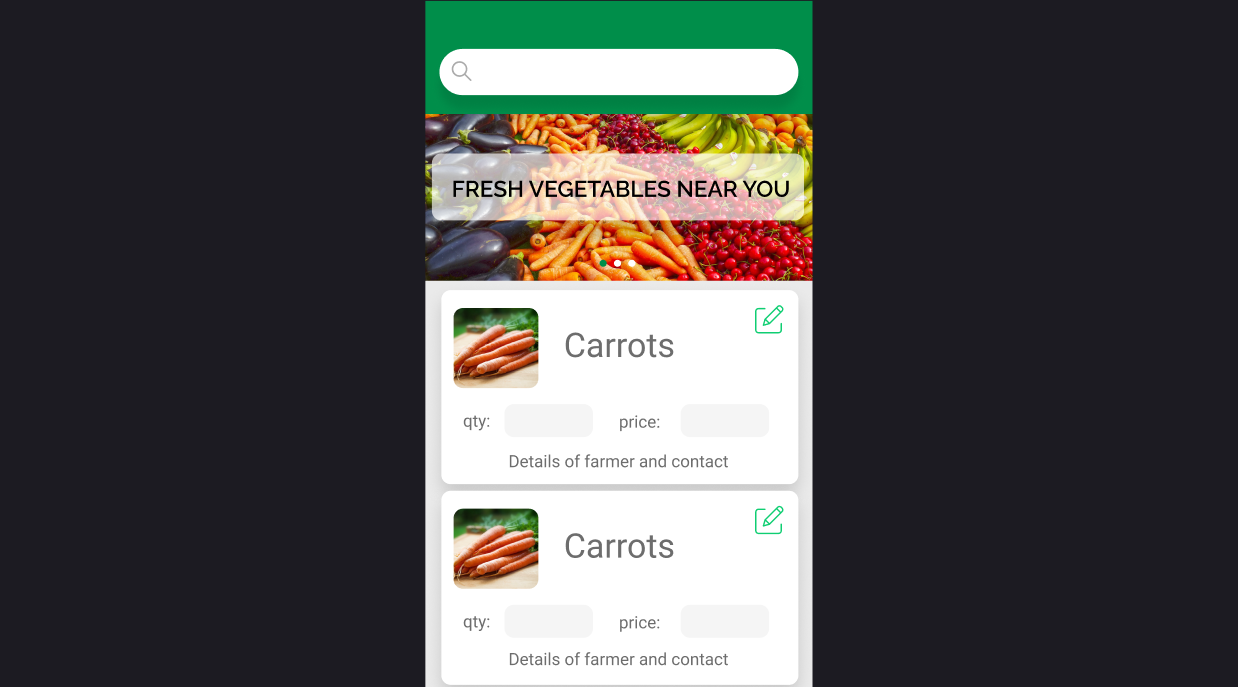 FRESH VEGETABLES NEAR YOU
Carrots
qty: price:
Details of farmer and contact
Carrots
qty: price:
Details of farmer and contact